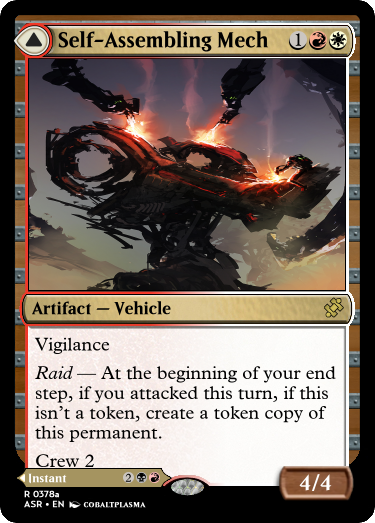 Self-Assembling Mech 1
Artifact — Vehicle
Vigilance
Raid — At the beginning of your end
step, if you attacked this turn, if this
isn't a token, create a token copy of
this permanent.
Crew 2
Instant 2
4/4
R 0378a
ASR • EN COBALTPLASMA